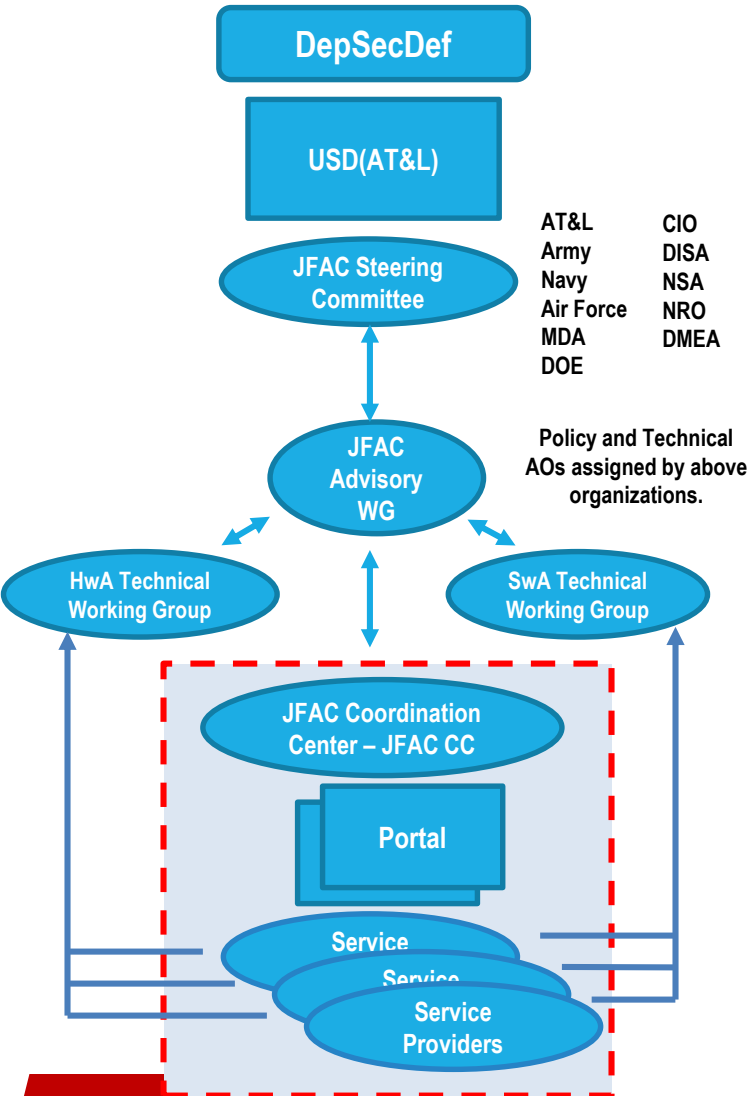 DepSecDef
USD(AT&L)
JFAC Steering
Committee
AT&L
Army
Navy
Air Force
MDA
DOE
CIO
DISA
NSA
NRO
DMEA
JFAC
Advisory
WG
Policy and Technical
AOs assigned by above
organizations.
HwA Technical
Working Group
SwA Technical
Working Group
JFAC Coordination
Center – JFAC CC
Portal
Service
Service
Service
Providers